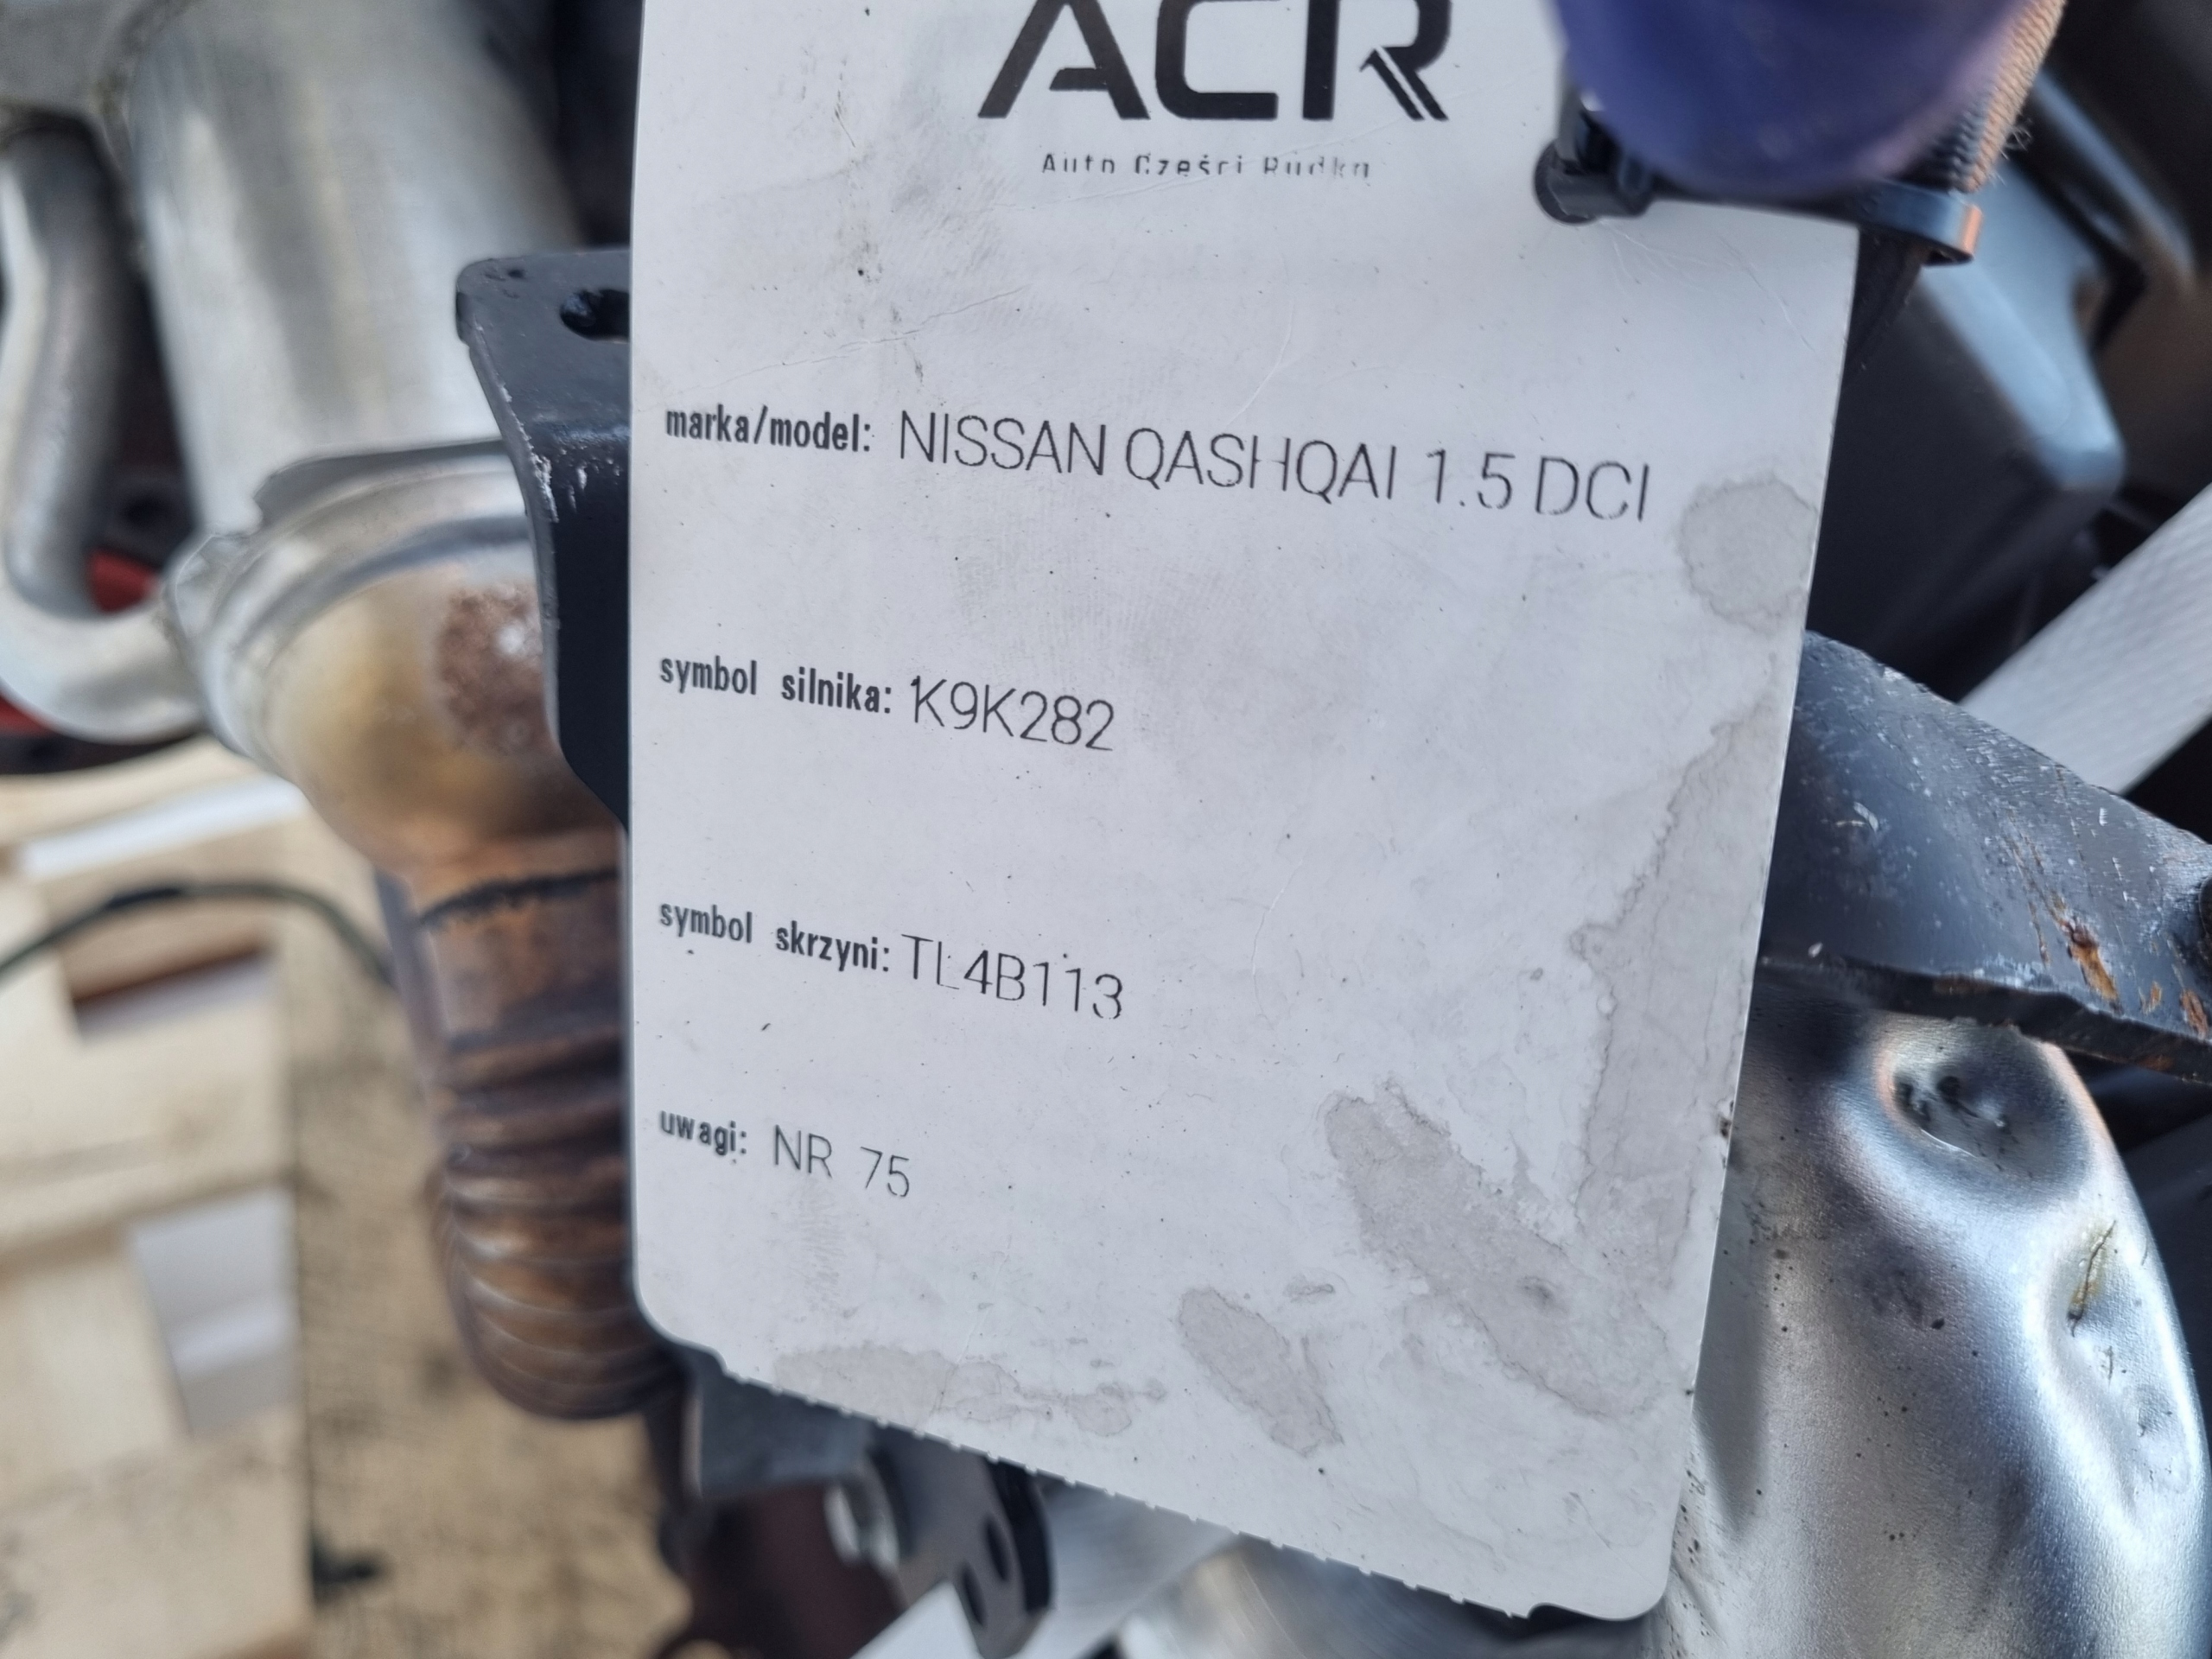 ACR
Auto Części Rudka
marka/model: NISSAN QASHQAI 1.5 DCI
symbol silnika: K9K282
symbol skrzyni: TL4B113
uwagi: NR 75